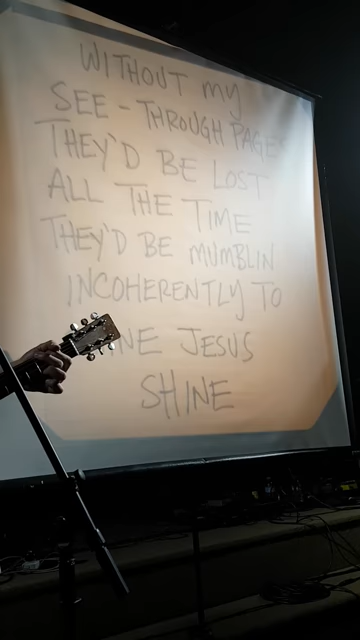 WITHOUT my
SEE-THROUGH PAGES
THEY'D BE LOST
ALL THE TIME
THEY'D BE MUMBLIN
INCOHERENTLY TO
JESUS
SHINE